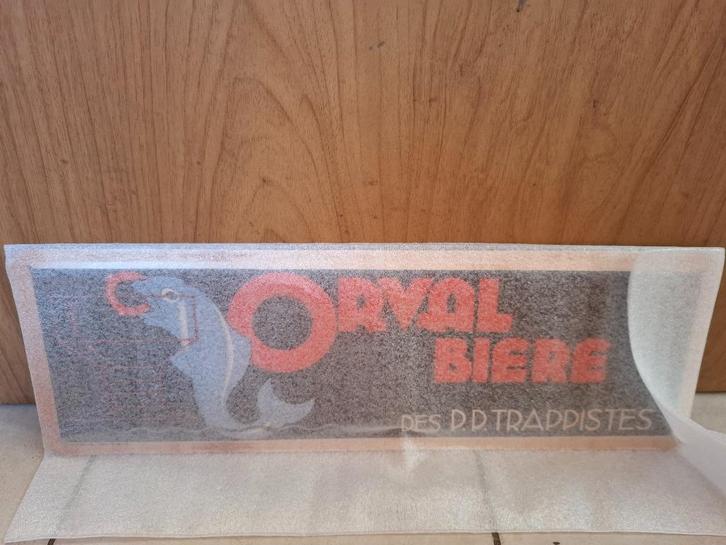 ORVAL
BIERE
DES P.P. TRAPPISTES